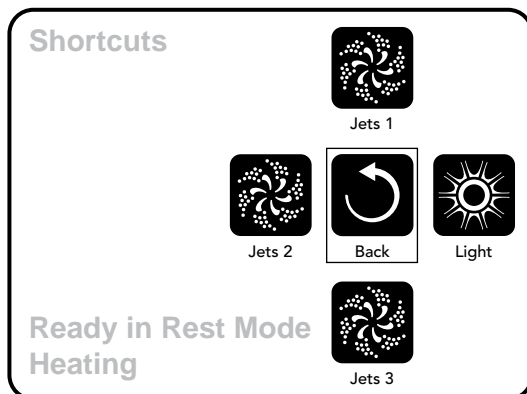 Shortcuts
Jets 1
Jets 2
Back
Light
Ready in Rest Mode
Heating
Jets 3